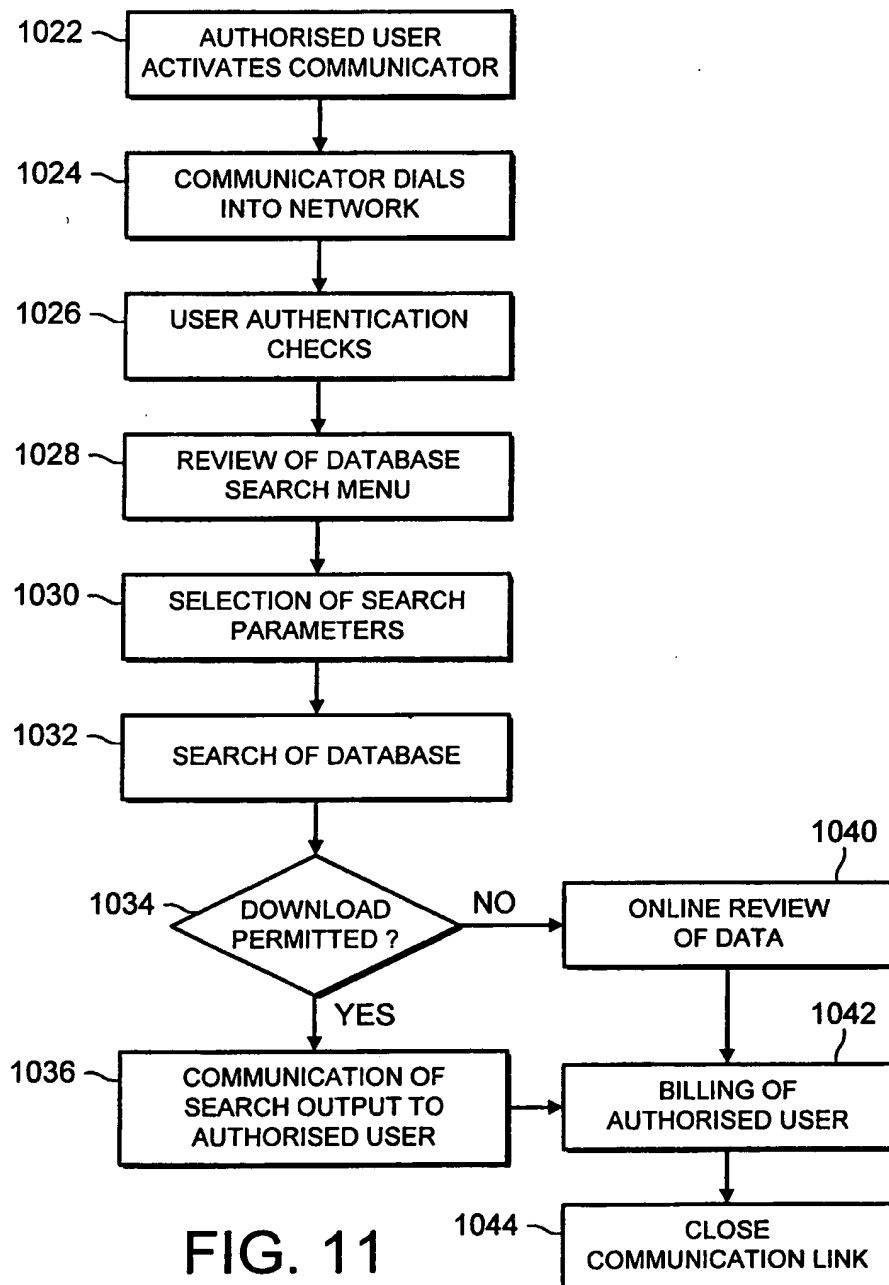 1022
AUTHORISED USER
ACTIVATES COMMUNICATOR
1024
COMMUNICATOR DIALS
INTO NETWORK
1026
USER AUTHENTICATION
CHECKS
1028
REVIEW OF DATABASE
SEARCH MENU
1030
SELECTION OF SEARCH
PARAMETERS
1032
SEARCH OF DATABASE
1034
DOWNLOAD
PERMITTED ?
NO
1040
ONLINE REVIEW
OF DATA
YES
1036
COMMUNICATION OF
SEARCH OUTPUT TO
AUTHORISED USER
1042
BILLING OF
AUTHORISED USER
1044
CLOSE
COMMUNICATION LINK
FIG. 11